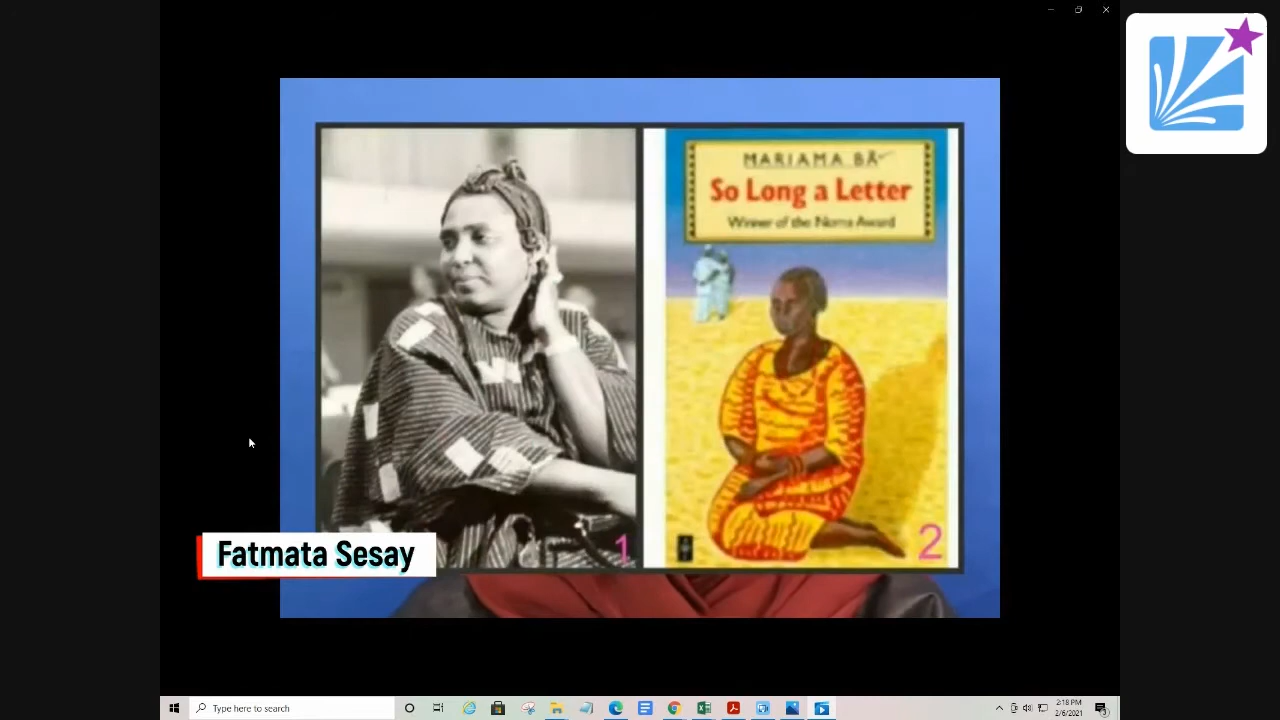 MARIAMA BÂ
So Long a Letter
Winner of the Noma Award
1
2
Fatmata Sesay
Type here to search
2:18 PM
2/6/2021